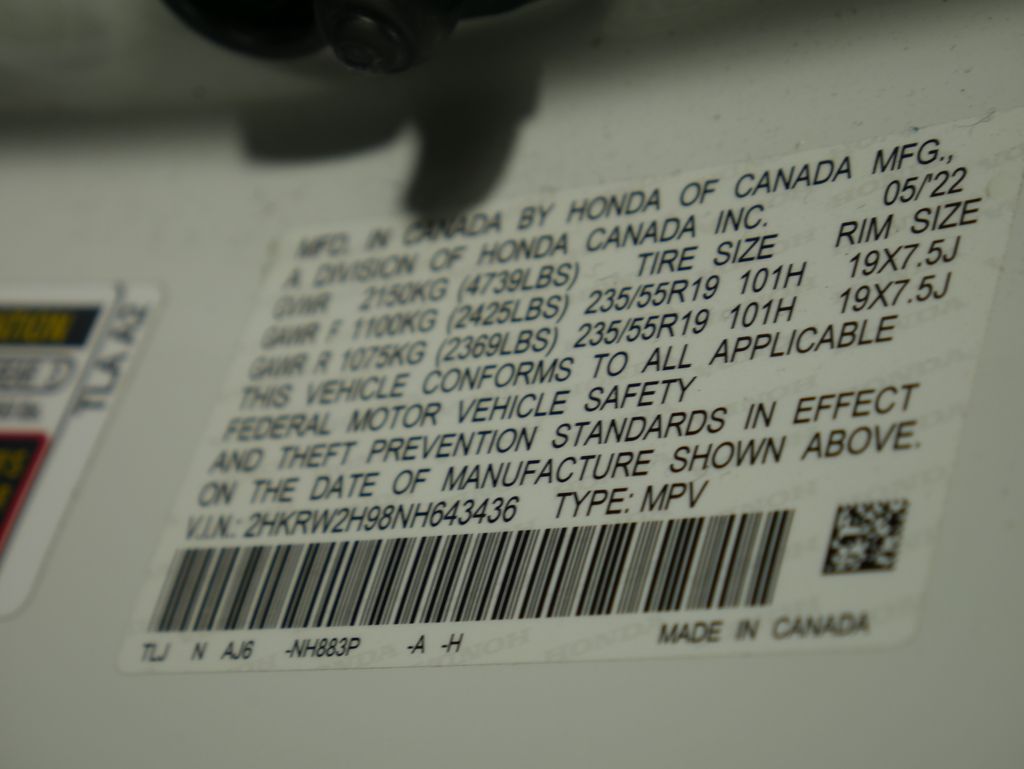 MFD. IN CANADA BY HONDA OF CANADA MFG.,
A DIVISION OF HONDA CANADA INC. 05/'22
GVWR 2150KG (4739LBS) TIRE SIZE RIM SIZE
GAWR F 1100KG (2425LBS) 235/55R19 101H 19X7.5J
GAWR R 1075KG (2369LBS) 235/55R19 101H 19X7.5J
THIS VEHICLE CONFORMS TO ALL APPLICABLE
FEDERAL MOTOR VEHICLE SAFETY
AND THEFT PREVENTION STANDARDS IN EFFECT
ON THE DATE OF MANUFACTURE SHOWN ABOVE.
V.I.N.: 2HKRW2H98NH643436 TYPE: MPV
TLJ N AJ6 -NH883P -A -H MADE IN CANADA
TLA A2